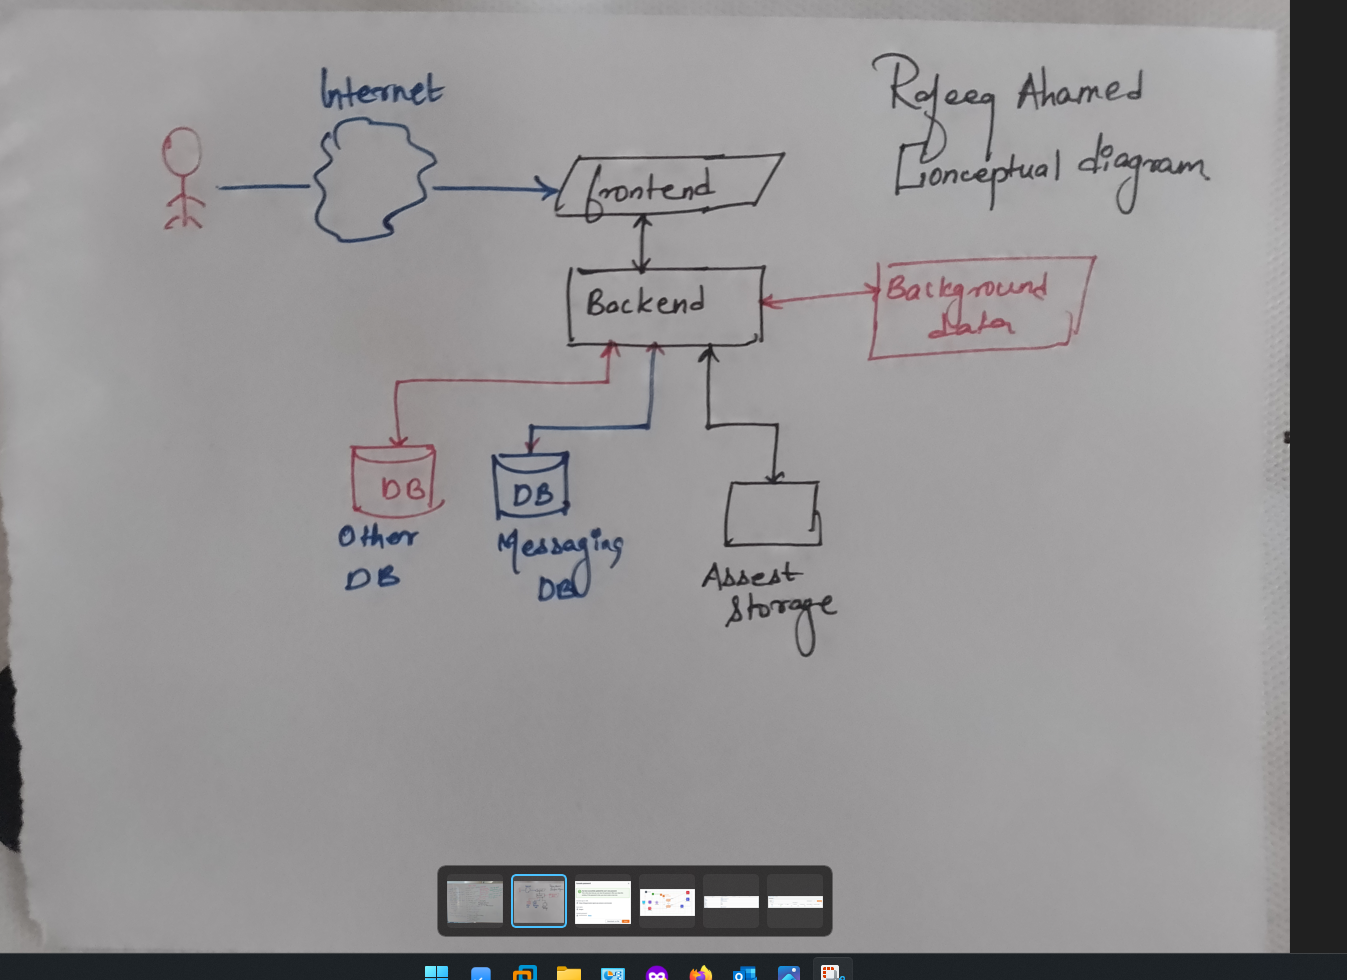 Internet
Rafeeq Ahamed
Conceptual diagram
frontend
Backend
Background
data
DB
DB
Other
DB
Messaging
DB
Assest
Storage